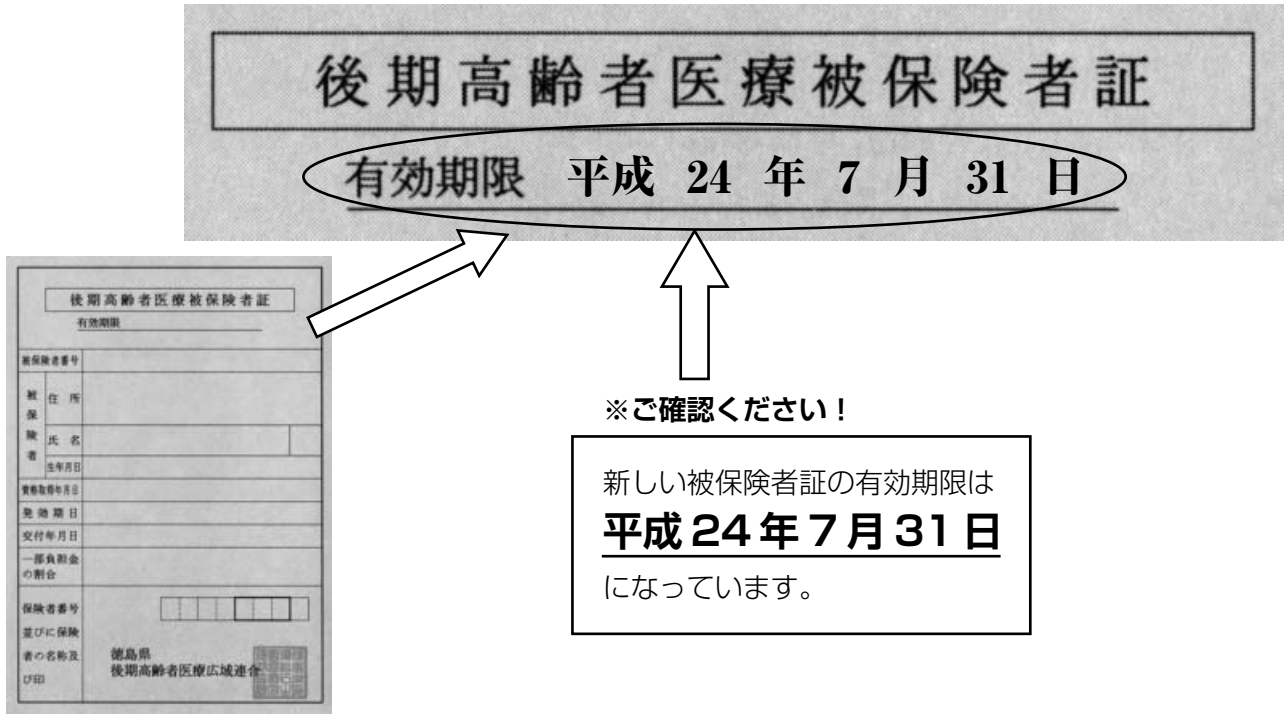 後期高齢者医療被保険者証
有効期限 平成 24 年 7 月 31 日
後期高齢者医療被保険者証
有効期限
被保険者番号
被保険者
住所
氏名
生年月日
資格取得年月日
発効期日
交付年月日
一部負担金
の割合
保険者番号
並びに保険
者の名称及
び印
徳島県
後期高齢者医療広域連合
※ご確認ください！
新しい被保険者証の有効期限は
平成24年7月31日
になっています。